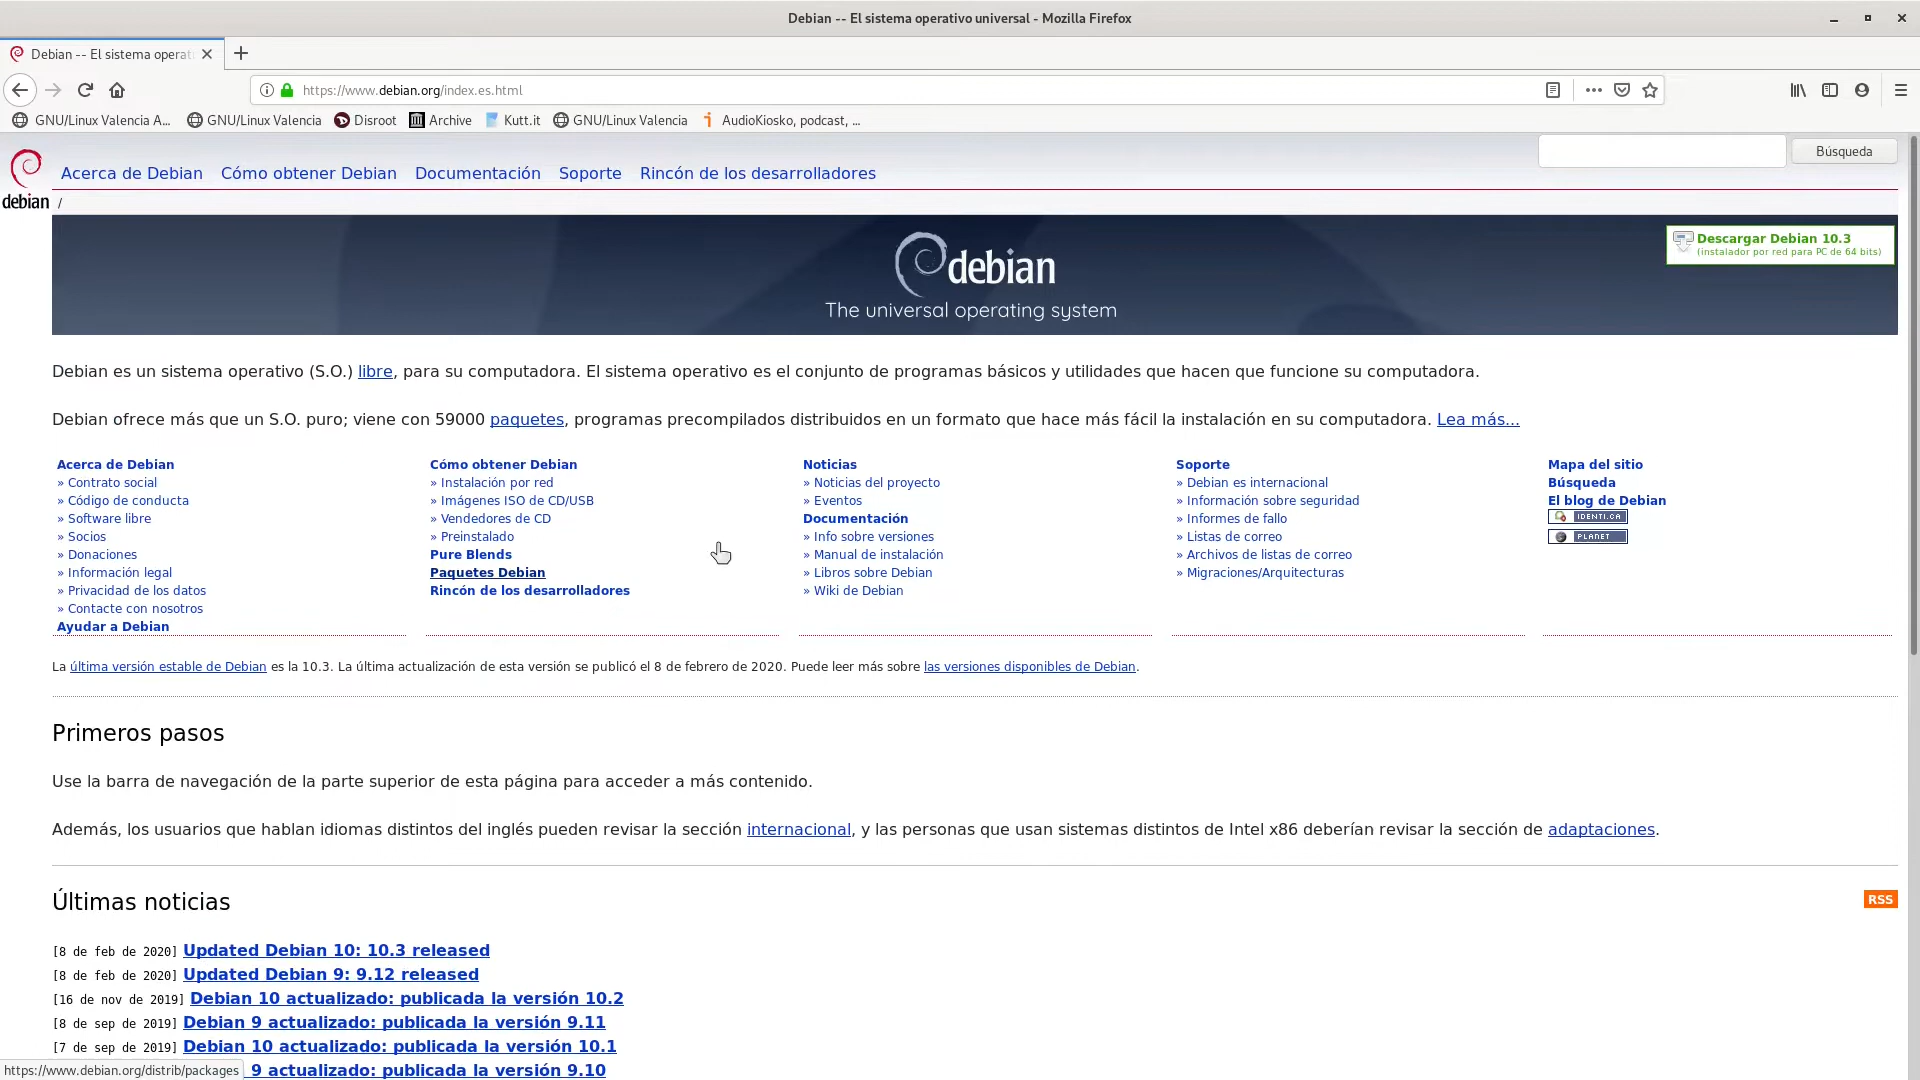 Debian -- El sistema operativo universal - Mozilla Firefox
Debian -- El sistema operat
https://www.debian.org/index.es.html
GNU/Linux Valencia A... GNU/Linux Valencia Disroot Archive Kutt.it GNU/Linux Valencia AudioKiosko, podcast, ...
Búsqueda
Acerca de Debian Cómo obtener Debian Documentación Soporte Rincón de los desarrolladores
debian /
debian
The universal operating system
Descargar Debian 10.3
(instalador por red para PC de 64 bits)
Debian es un sistema operativo (S.O.) libre, para su computadora. El sistema operativo es el conjunto de programas básicos y utilidades que hacen que funcione su computadora.
Debian ofrece más que un S.O. puro; viene con 59000 paquetes, programas precompilados distribuidos en un formato que hace más fácil la instalación en su computadora. Lea más...
Acerca de Debian
» Contrato social
» Código de conducta
» Software libre
» Socios
» Donaciones
» Información legal
» Privacidad de los datos
» Contacte con nosotros
Ayudar a Debian
Cómo obtener Debian
» Instalación por red
» Imágenes ISO de CD/USB
» Vendedores de CD
» Preinstalado
Pure Blends
Paquetes Debian
Rincón de los desarrolladores
Noticias
» Noticias del proyecto
» Eventos
Documentación
» Info sobre versiones
» Manual de instalación
» Libros sobre Debian
» Wiki de Debian
Soporte
» Debian es internacional
» Información sobre seguridad
» Informes de fallo
» Listas de correo
» Archivos de listas de correo
» Migraciones/Arquitecturas
Mapa del sitio
Búsqueda
El blog de Debian
IDENTI.CA
PLANET
La última versión estable de Debian es la 10.3. La última actualización de esta versión se publicó el 8 de febrero de 2020. Puede leer más sobre las versiones disponibles de Debian.
Primeros pasos
Use la barra de navegación de la parte superior de esta página para acceder a más contenido.
Además, los usuarios que hablan idiomas distintos del inglés pueden revisar la sección internacional, y las personas que usan sistemas distintos de Intel x86 deberían revisar la sección de adaptaciones.
Últimas noticias
RSS
[8 de feb de 2020] Updated Debian 10: 10.3 released
[8 de feb de 2020] Updated Debian 9: 9.12 released
[16 de nov de 2019] Debian 10 actualizado: publicada la versión 10.2
[8 de sep de 2019] Debian 9 actualizado: publicada la versión 9.11
[7 de sep de 2019] Debian 10 actualizado: publicada la versión 10.1
9 actualizado: publicada la versión 9.10
https://www.debian.org/distrib/packages